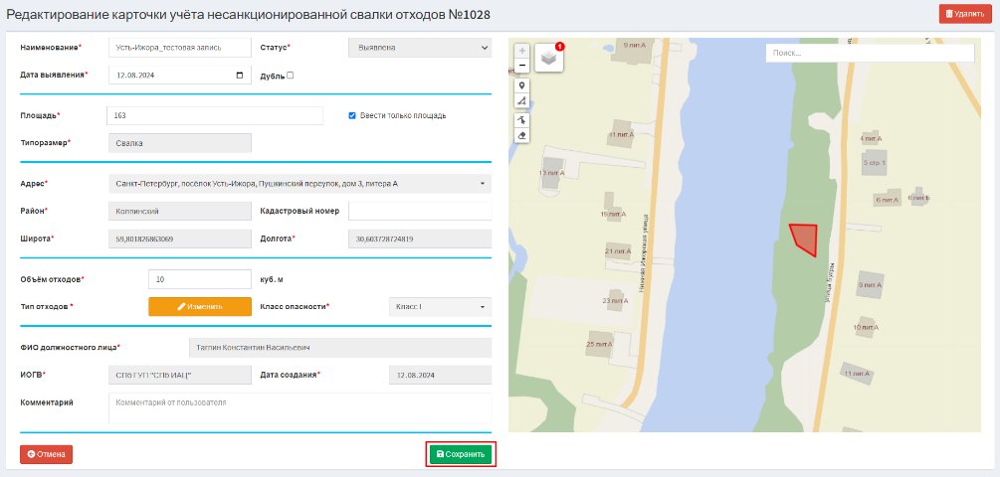 Редактирование карточки учёта несанкционированной свалки отходов №1028
Удалить
Наименование* Усть-Ижора_тестовая запись Статус* Выявлена
Дата выявления* 12.08.2024 Дубль
Площадь* 163 Ввести только площадь
Типоразмер* Свалка
Адрес* Санкт-Петербург, посёлок Усть-Ижора, Пушкинский переулок, дом 3, литера А
Район* Колпинский Кадастровый номер
Широта* 59,801826863069 Долгота* 30,603728724819
Объём отходов* 10 куб. м
Тип отходов * Изменить Класс опасности* Класс I
ФИО должностного лица* Таглин Константин Васильевич
ИОГВ* СПб ГУП "СПб ИАЦ" Дата создания* 12.08.2024
Комментарий Комментарий от пользователя
Отмена Сохранить
+
−
1
Поиск...
9 лит.А
11 лит.А
13 лит.А
19 лит.А
21 лит.А
23 лит.А
25 лит.А
Нижняя Ижорская улица
4 лит.А
5 стр. 1
6 лит.А
6 лит.Б
9 лит.А
10 лит.А
11 лит.А
улица Бугры